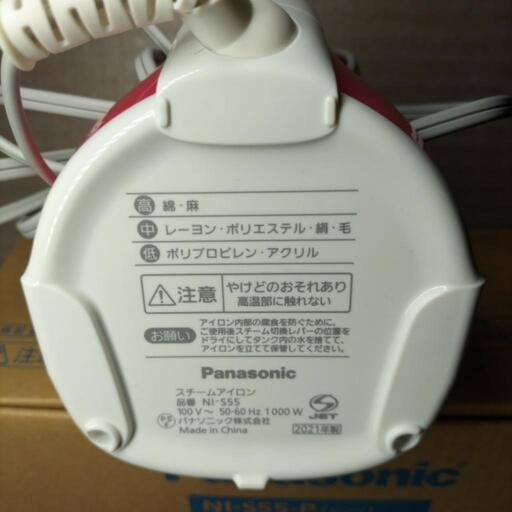 高 綿・麻
中 レーヨン・ポリエステル・絹・毛
低 ポリプロピレン・アクリル
注意 やけどのおそれあり
高温部に触れない
お願い
アイロン内部の腐食を防ぐために、
ご使用後スチーム切換レバーの位置を
ドライにしてタンク内の水を捨てて、
アイロンを立てて保管してください。
Panasonic
スチームアイロン
品番 NI-S55
100V～ 50-60Hz 1000W
パナソニック株式会社
Made in China
PSE
JET
2021年製
Panasonic
NI-S55-P